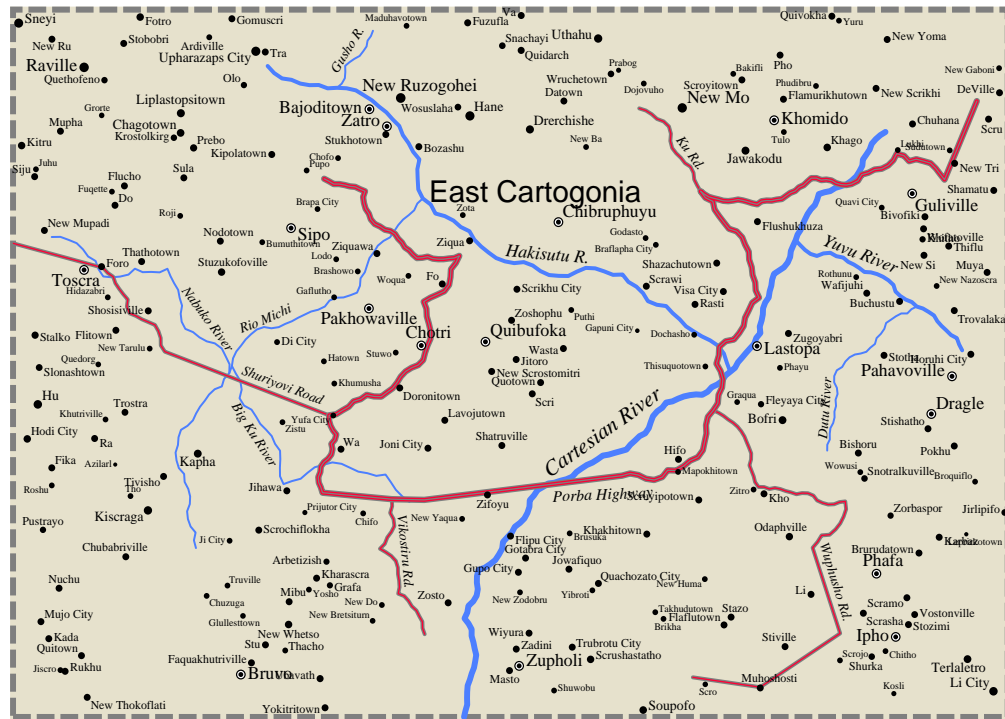 Sneyi
Fotro
Gomuscri
Maduhavotown
Fuzufla
Va
Quivokha
Yuru
New Ru
Stobobri
Ardiville
Tra
Upharazaps City
Gusho R.
Snachayi
Uthahu
Quidarch
New Yoma
Raville
Quethofeno
Olo
Prabog
Wruchetown
Dojovuho
Datown
Bakifli
Scroyitown
Pho
Phudibru
Flamurikhutown
New Gaboni
DeVille
New Scrikhi
New Ruzogohei
Wosuslaha
Hane
New Mo
Liplastopsitown
Grorte
Mupha
Chagotown
Krostolkirg
Bajoditown
Zatro
Stukhotown
Drerchishe
Khomido
Tulo
Chuhana
Scru
Kitru
Juhu
Siju
Prebo
Kipolatown
Bozashu
New Ba
Ku Rd.
Jawakodu
Khago
Lukhi
Sudutown
New Tri
Chofo
Pupo
Flucho
Fuqette
Do
Sula
East Cartogonia
Shamatu
Guliville
Roji
Brapa City
Zota
Chibruphuyu
Quavi City
Bivofiki
Flushukhuza
New Mupadi
Sipo
Nodotown
Bumuthitown
Ziquawa
Ziqua
Godasto
Braflapha City
Hakisutu R.
Yuvu River
Thiflu
Thathotown
Foro
Toscra
Lodo
Brashowo
Stuzukofoville
Woqua
Fo
Shazachutown
Scrawi
Rothunu
Wafijuhi
New Si
Muya
New Nazoscra
Hidazabri
Shosisiville
Nabuko River
Gaflutho
Rio Michi
Pakhowaville
Scrikhu City
Visa City
Rasti
Buchustu
Trovalaka
Zoshophu
Puthi
Gapuni City
Dochasho
Stalko
Flitown
New Tarulu
Di City
Chotri
Quibufoka
Lastopa
Zugoyabri
Quedorg
Slonashtown
Hatown
Stuwo
Wasta
Jitoro
Thisuquotown
Phayu
Horuhi City
Pahavoville
Shuriyovi Road
Khumusha
New Scrostomitri
Quotown
Scri
Doronitown
Hu
Khutriville
Trostra
Big Ku River
Yufa City
Zistu
Lavojutown
Cartesian River
Graqua
Fleyaya City
Bofri
Dutu River
Dragle
Stishatho
Hodi City
Ra
Wa
Joni City
Shatruville
Bishoru
Pokhu
Fika
Azilarl
Kapha
Hifo
Mapokhitown
Wowusi
Snotralkuville
Roshu
Tivisho
Tho
Jihawa
Zifoyu
Porba Highway
Zitro
Kho
Broquiflo
Kiscraga
Prijutor City
Chifo
New Yaqua
Zorbaspor
Jirlipifo
Pustrayo
Scrochiflokha
Vikostiru Rd.
Flipu City
Brusuka
Khakhitown
Odaphville
Ji City
Chubabriville
Arbetizish
Gotabra City
Jowafiquo
Wuphusho Rd.
Brurudatown
Phafa
Gupo City
Nuchu
Truville
Kharascra
Grafa
Yosho
Mibu
Quachozato City
Yibroti
New Huma
Li
Chuzuga
New Do
Zosto
New Zodobru
Scramo
Mujo City
Glullesttown
New Bretsitum
Takhudutown
Stazo
Flaflutown
Brikha
Scrasha
Vostonville
Stozimi
Kada
New Whetso
Wiyura
Ipho
Quitown
Stu
Thacho
Zadini
Trubrotu City
Stiville
Scrojo
Chitho
Shurka
Jiscro
Rukhu
Faquakhutriville
Bruv
Masto
Zupholi
Scrushastatho
Terlaletro
Shuwobu
Scro
Muhoshosti
Kosli
Li City
New Thokoflati
Yokitritown
Soupofo